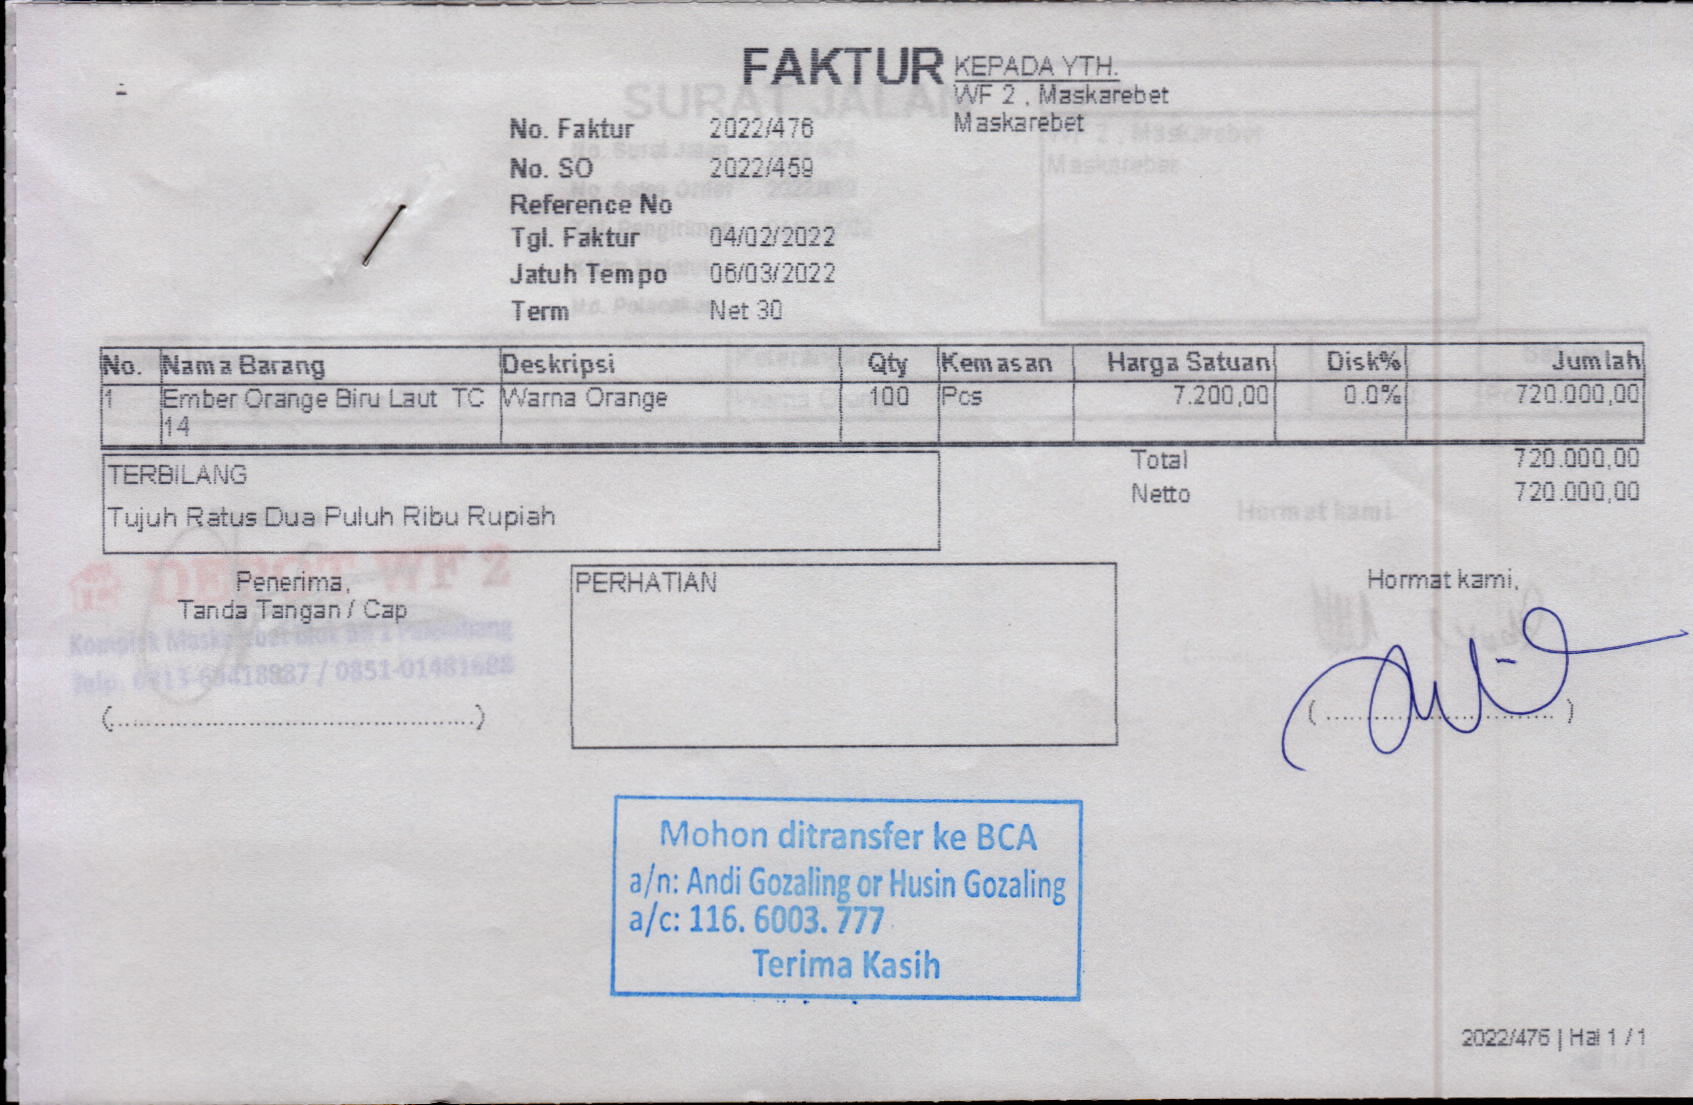 FAKTUR
KEPADA YTH.
WF 2 , Maskarebet
Maskarebet
No. Faktur 2022/476
No. SO 2022/459
Reference No
Tgl. Faktur 04/02/2022
Jatuh Tempo 06/03/2022
Term Net 30
No. Nama Barang Deskripsi Qty Kemasan Harga Satuan Disk% Jumlah
1 Ember Orange Biru Laut TC Warna Orange 100 Pcs 7.200,00 0.0% 720.000,00
14
Total 720.000,00
Netto 720.000,00
TERBILANG
Tujuh Ratus Dua Puluh Ribu Rupiah
DEPOT WF 2
Penerima,
Tanda Tangan / Cap
(............................................)
PERHATIAN
Hormat kami,
( ............................... )
Mohon ditransfer ke BCA
a/n: Andi Gozaling or Husin Gozaling
a/c: 116. 6003. 777
Terima Kasih
2022/476 | Hal 1 / 1